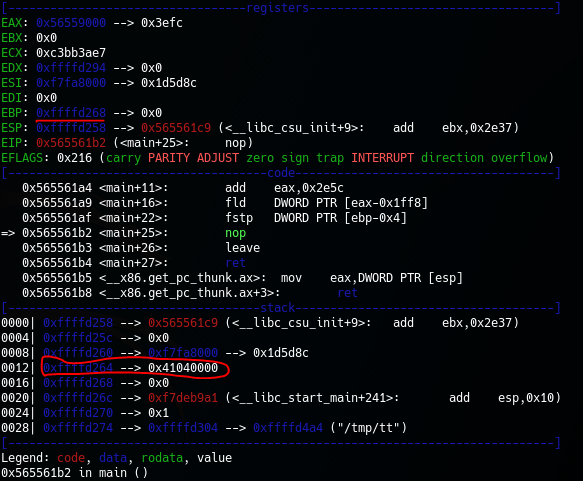 [----------------------------------registers-----------------------------------]
EAX: 0x56559000 --> 0x3efc
EBX: 0x0
ECX: 0xc3bb3ae7
EDX: 0xffffd294 --> 0x0
ESI: 0xf7fa8000 --> 0x1d5d8c
EDI: 0x0
EBP: 0xffffd268 --> 0x0
ESP: 0xffffd258 --> 0x565561c9 (<__libc_csu_init+9>: add ebx,0x2e37)
EIP: 0x565561b2 (<main+25>: nop)
EFLAGS: 0x216 (carry PARITY ADJUST zero sign trap INTERRUPT direction overflow)
[-------------------------------------code-------------------------------------]
0x565561a4 <main+11>: add eax,0x2e5c
0x565561a9 <main+16>: fld DWORD PTR [eax-0x1ff8]
0x565561af <main+22>: fstp DWORD PTR [ebp-0x4]
=> 0x565561b2 <main+25>: nop
0x565561b3 <main+26>: leave
0x565561b4 <main+27>: ret
0x565561b5 <__x86.get_pc_thunk.ax>: mov eax,DWORD PTR [esp]
0x565561b8 <__x86.get_pc_thunk.ax+3>: ret
[------------------------------------stack-------------------------------------]
0000| 0xffffd258 --> 0x565561c9 (<__libc_csu_init+9>: add ebx,0x2e37)
0004| 0xffffd25c --> 0x0
0008| 0xffffd260 --> 0xf7fa8000 --> 0x1d5d8c
0012| 0xffffd264 --> 0x41040000
0016| 0xffffd268 --> 0x0
0020| 0xffffd26c --> 0xf7deb9a1 (<__libc_start_main+241>: add esp,0x10)
0024| 0xffffd270 --> 0x1
0028| 0xffffd274 --> 0xffffd304 --> 0xffffd4a4 ("/tmp/tt")
[------------------------------------------------------------------------------]
Legend: code, data, rodata, value
0x565561b2 in main ()